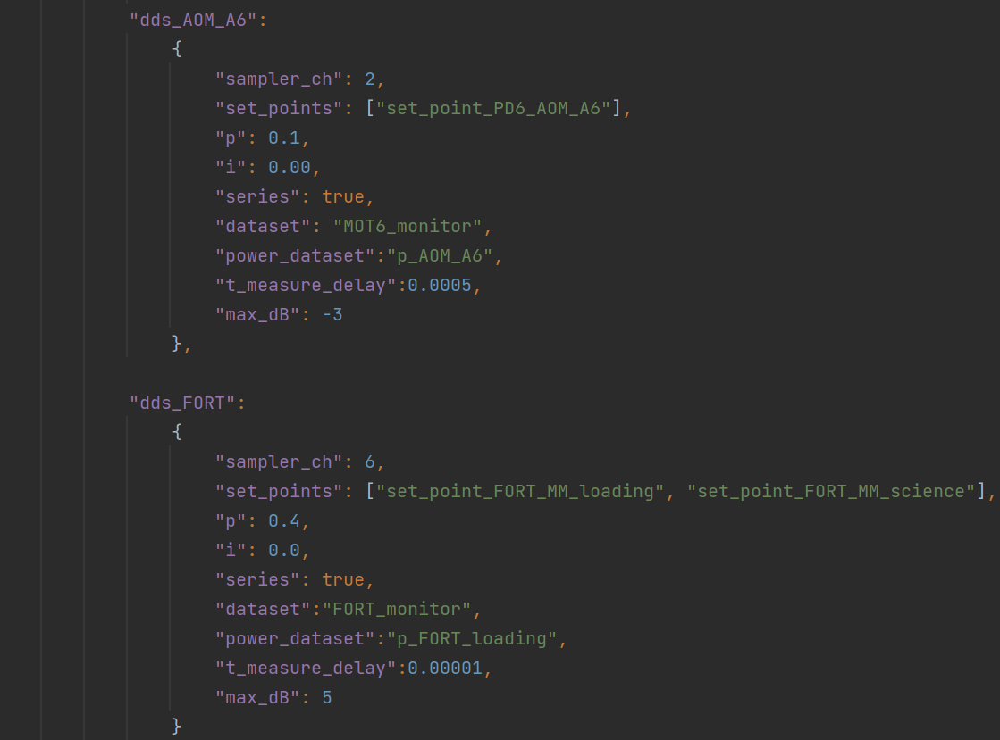 "dds_AOM_A6":
{
"sampler_ch": 2,
"set_points": ["set_point_PD6_AOM_A6"],
"p": 0.1,
"i": 0.00,
"series": true,
"dataset": "MOT6_monitor",
"power_dataset":"p_AOM_A6",
"t_measure_delay":0.0005,
"max_dB": -3
},
"dds_FORT":
{
"sampler_ch": 6,
"set_points": ["set_point_FORT_MM_loading", "set_point_FORT_MM_science"],
"p": 0.4,
"i": 0.0,
"series": true,
"dataset":"FORT_monitor",
"power_dataset":"p_FORT_loading",
"t_measure_delay":0.00001,
"max_dB": 5
}